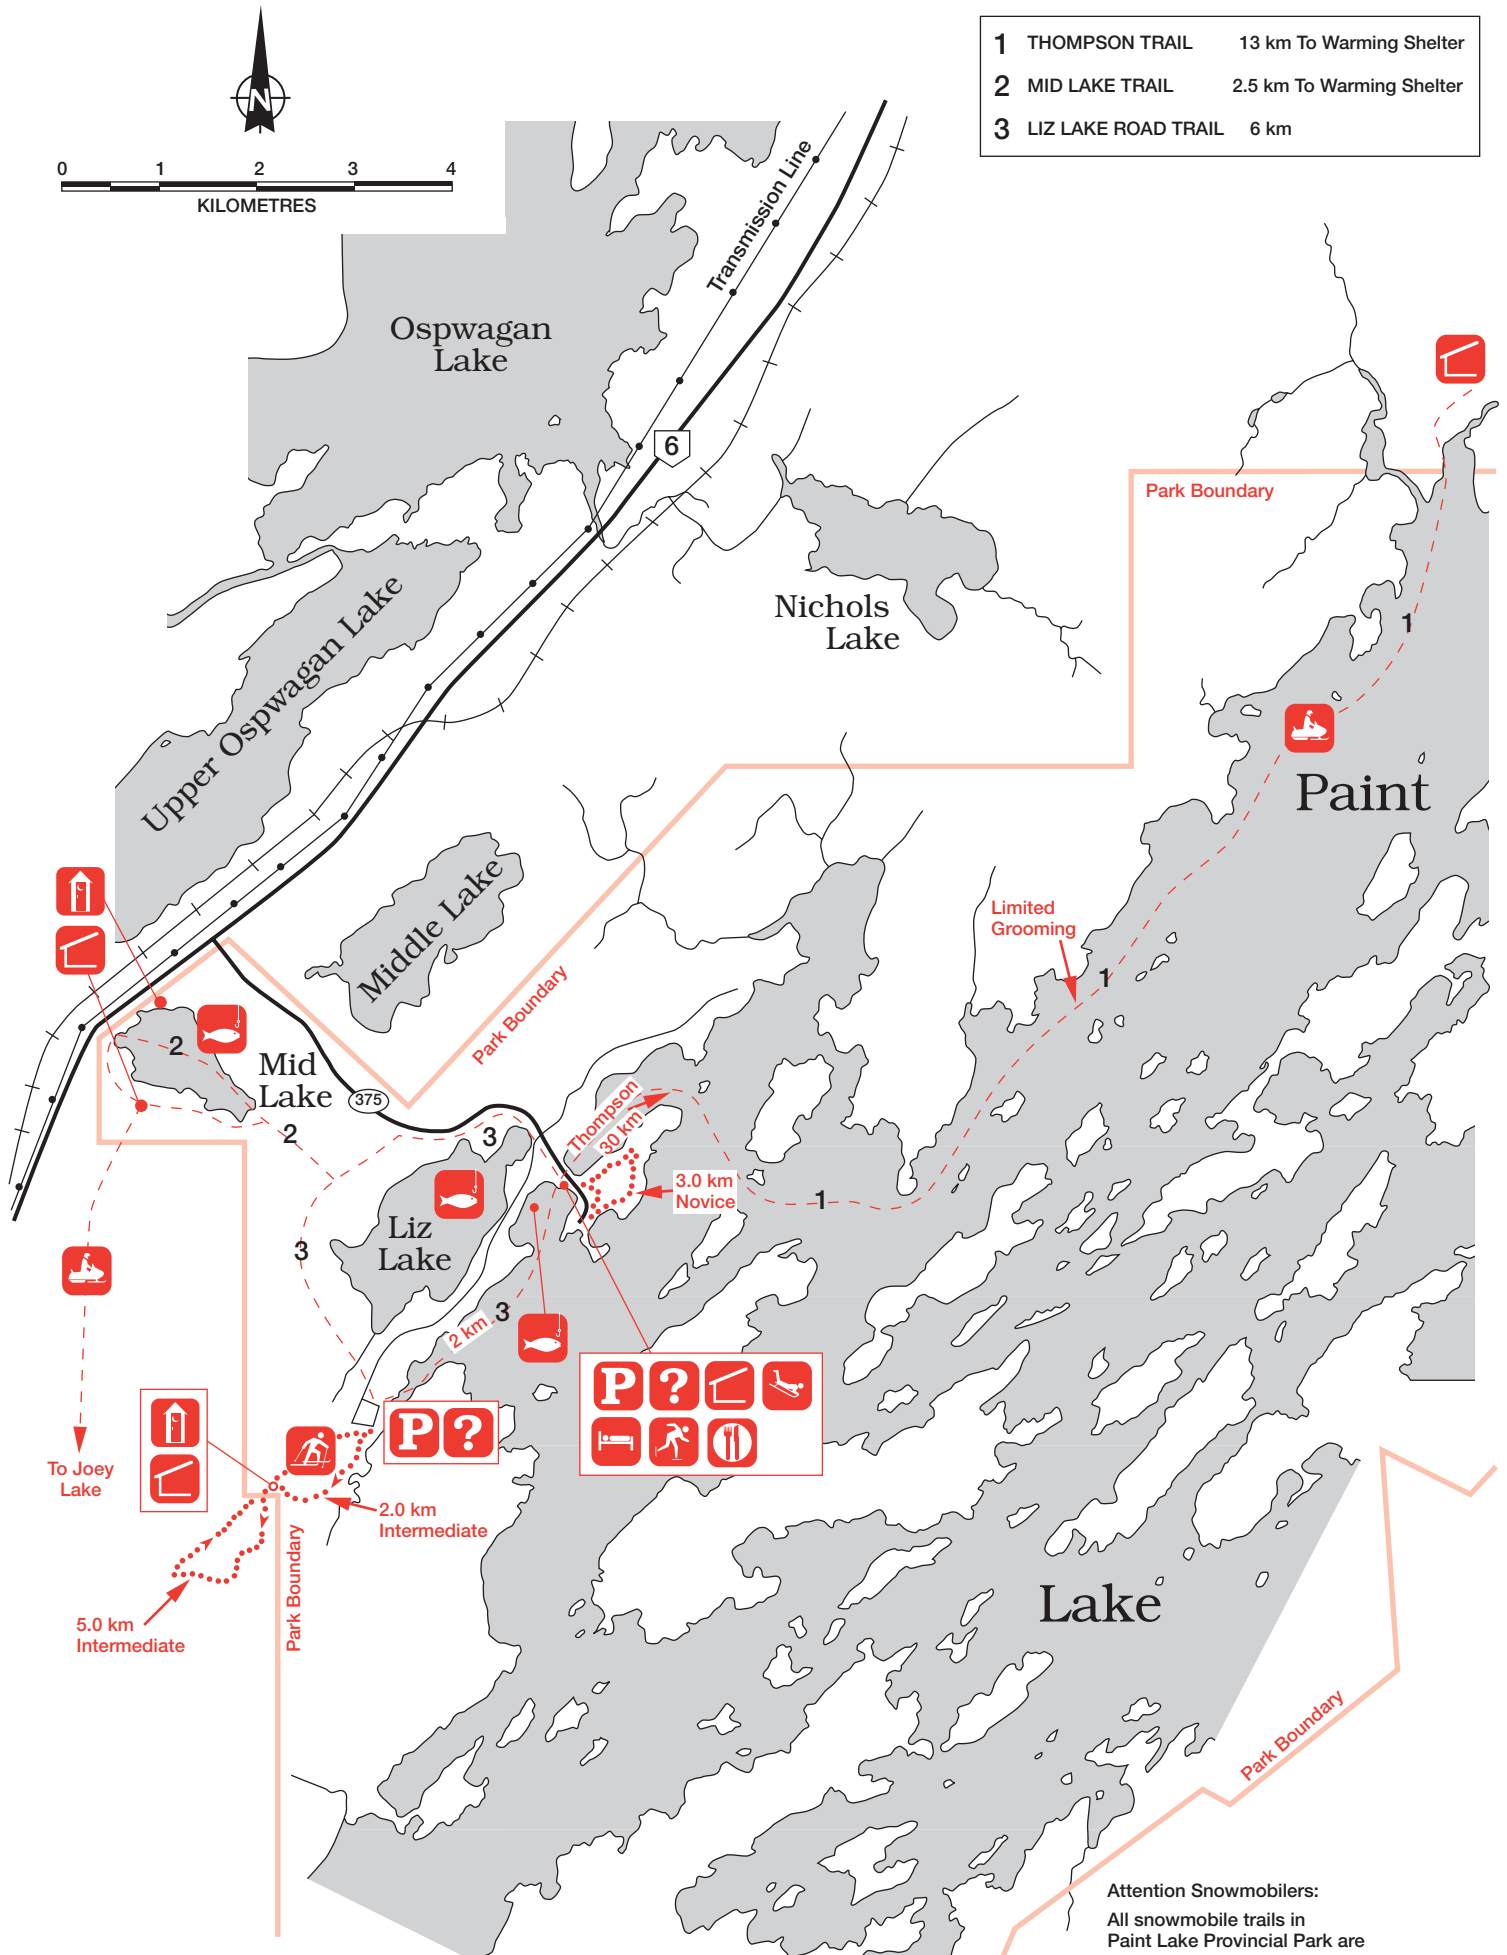 N
1 THOMPSON TRAIL 13 km To Warming Shelter
2 MID LAKE TRAIL 2.5 km To Warming Shelter
3 LIZ LAKE ROAD TRAIL 6 km
0 1 2 3 4
KILOMETRES
Transmission Line
Ospwagan
Lake
6
Park Boundary
Nichols
Lake
Upper Ospwagan Lake
1
Paint
Middle Lake
Limited
Grooming
1
Park Boundary
2
Mid
Lake
375
2
3
Thompson
30 km
3.0 km
Novice
1
Liz
Lake
3
3
2 km
P ?
P ?
To Joey
Lake
2.0 km
Intermediate
Park Boundary
5.0 km
Intermediate
Lake
Park Boundary
Attention Snowmobilers:
All snowmobile trails in
Paint Lake Provincial Park are